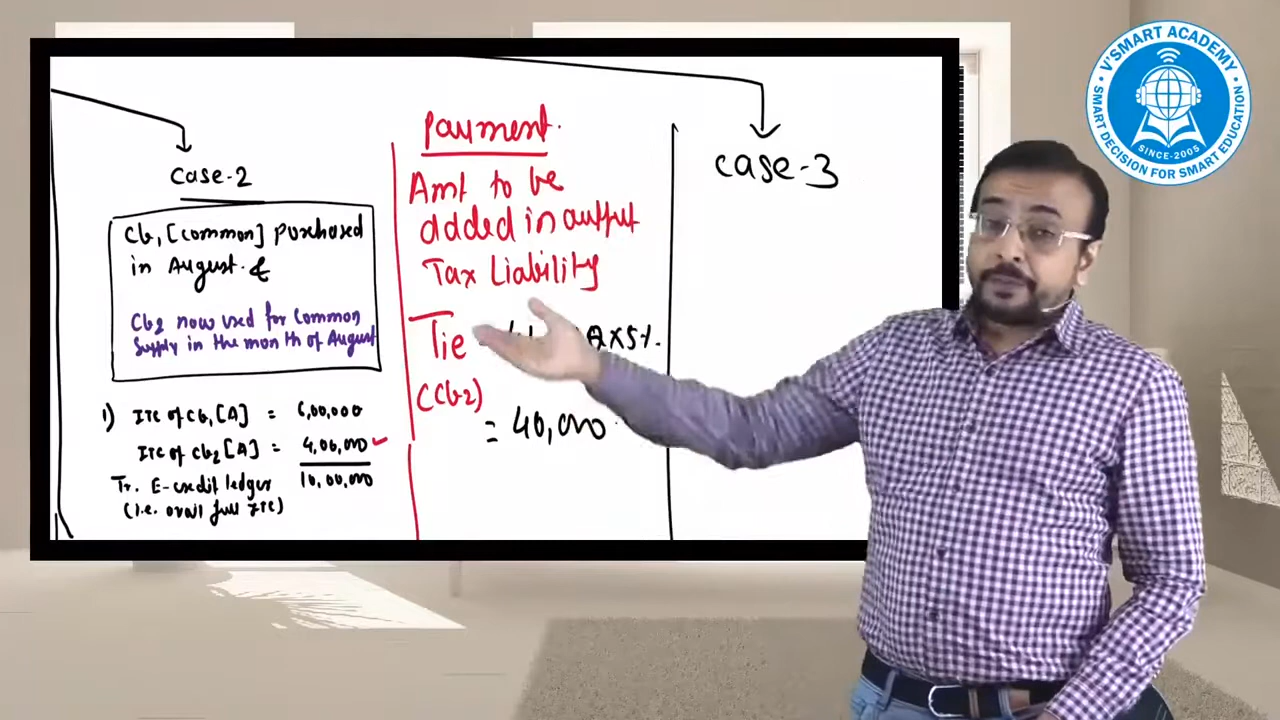 case-2
CG, [common] purchased
in August. &
CG2 now used for Common
Supply in the month of August
1) ITC of CG, [A] = 6,00,000
ITC of CG2 [A] = 4,00,000
Tr. E-credit ledger 10,00,000
(i.e. avail full ITC)
Payment.
Amt to be
added in output
Tax Liability
Tie X5%.
(CG2)
= 40,000
case-3
V'SMART ACADEMY
SINCE-2005
SMART DECISION FOR SMART EDUCATION